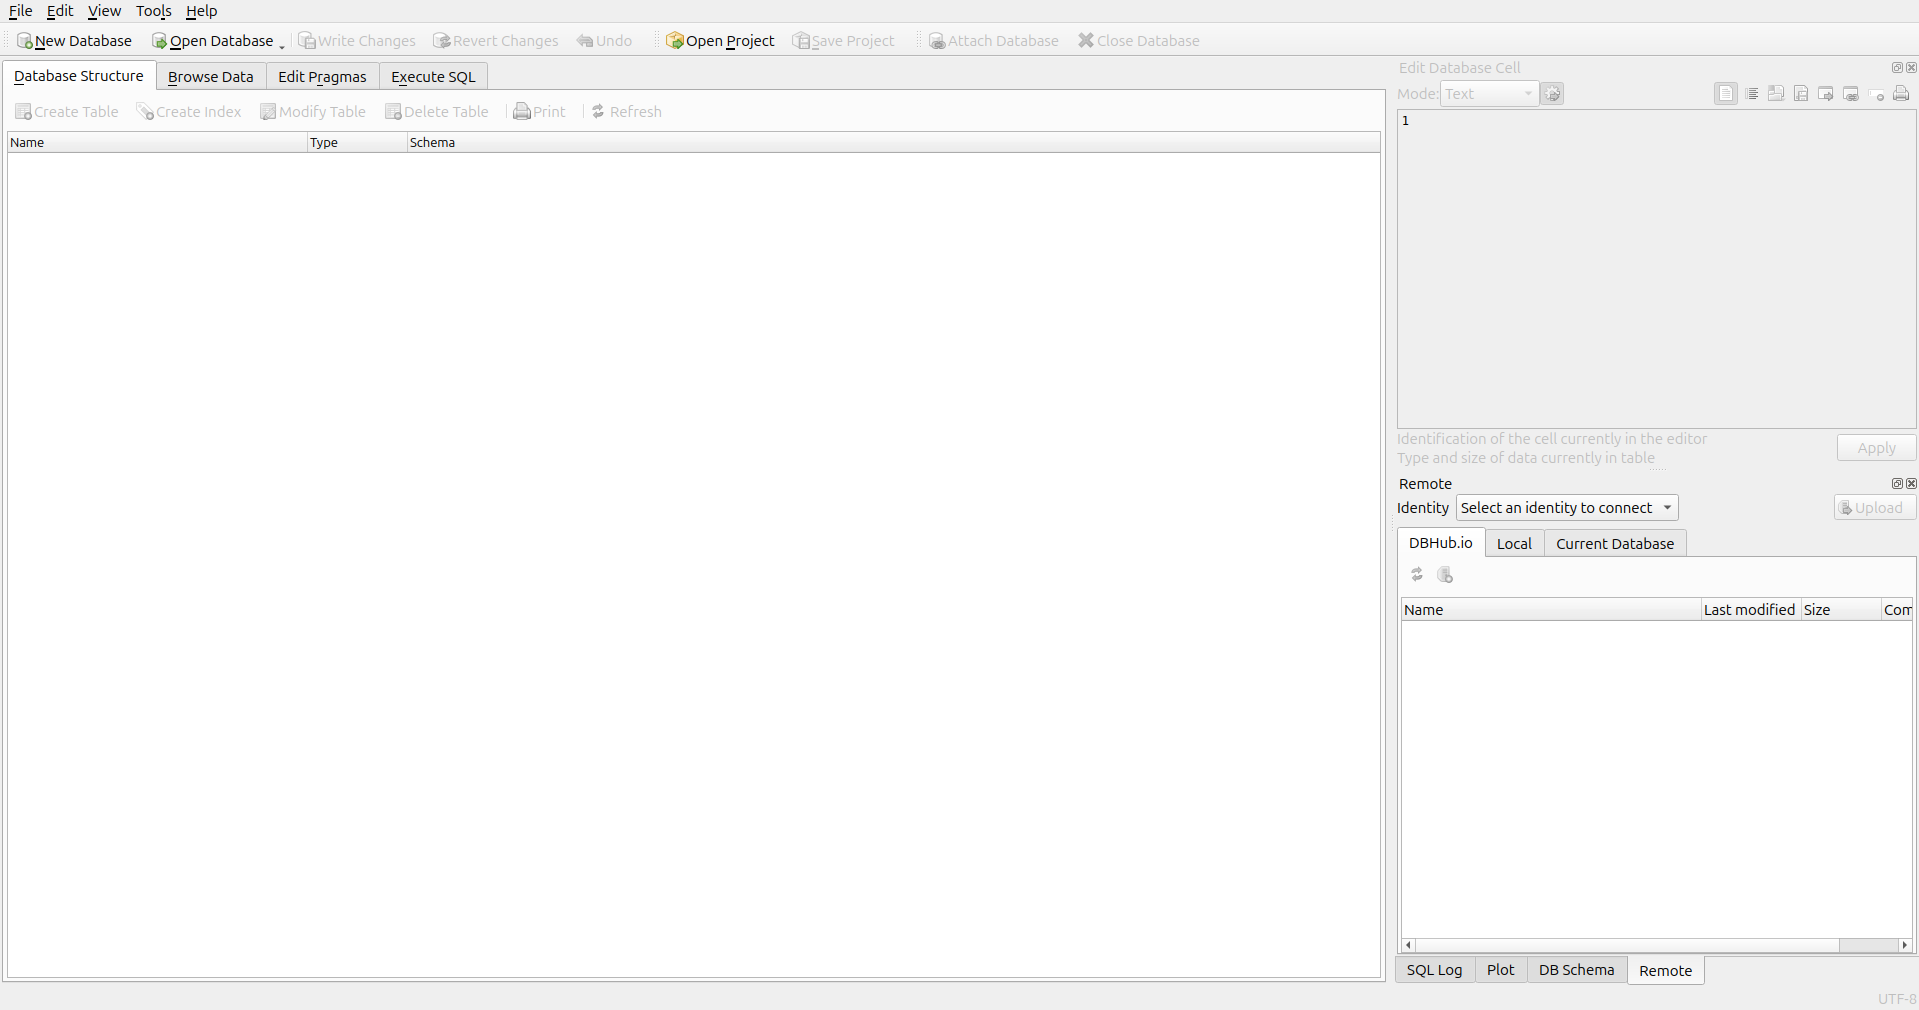 File Edit View Tools Help
New Database Open Database Write Changes Revert Changes Undo Open Project Save Project Attach Database Close Database
Database Structure Browse Data Edit Pragmas Execute SQL
Create Table Create Index Modify Table Delete Table Print Refresh
Name Type Schema
Edit Database Cell
Mode: Text
1
Identification of the cell currently in the editor
Type and size of data currently in table
Apply
Remote
Identity Select an identity to connect Upload
DBHub.io Local Current Database
Name Last modified Size Com
SQL Log Plot DB Schema Remote
UTF-8